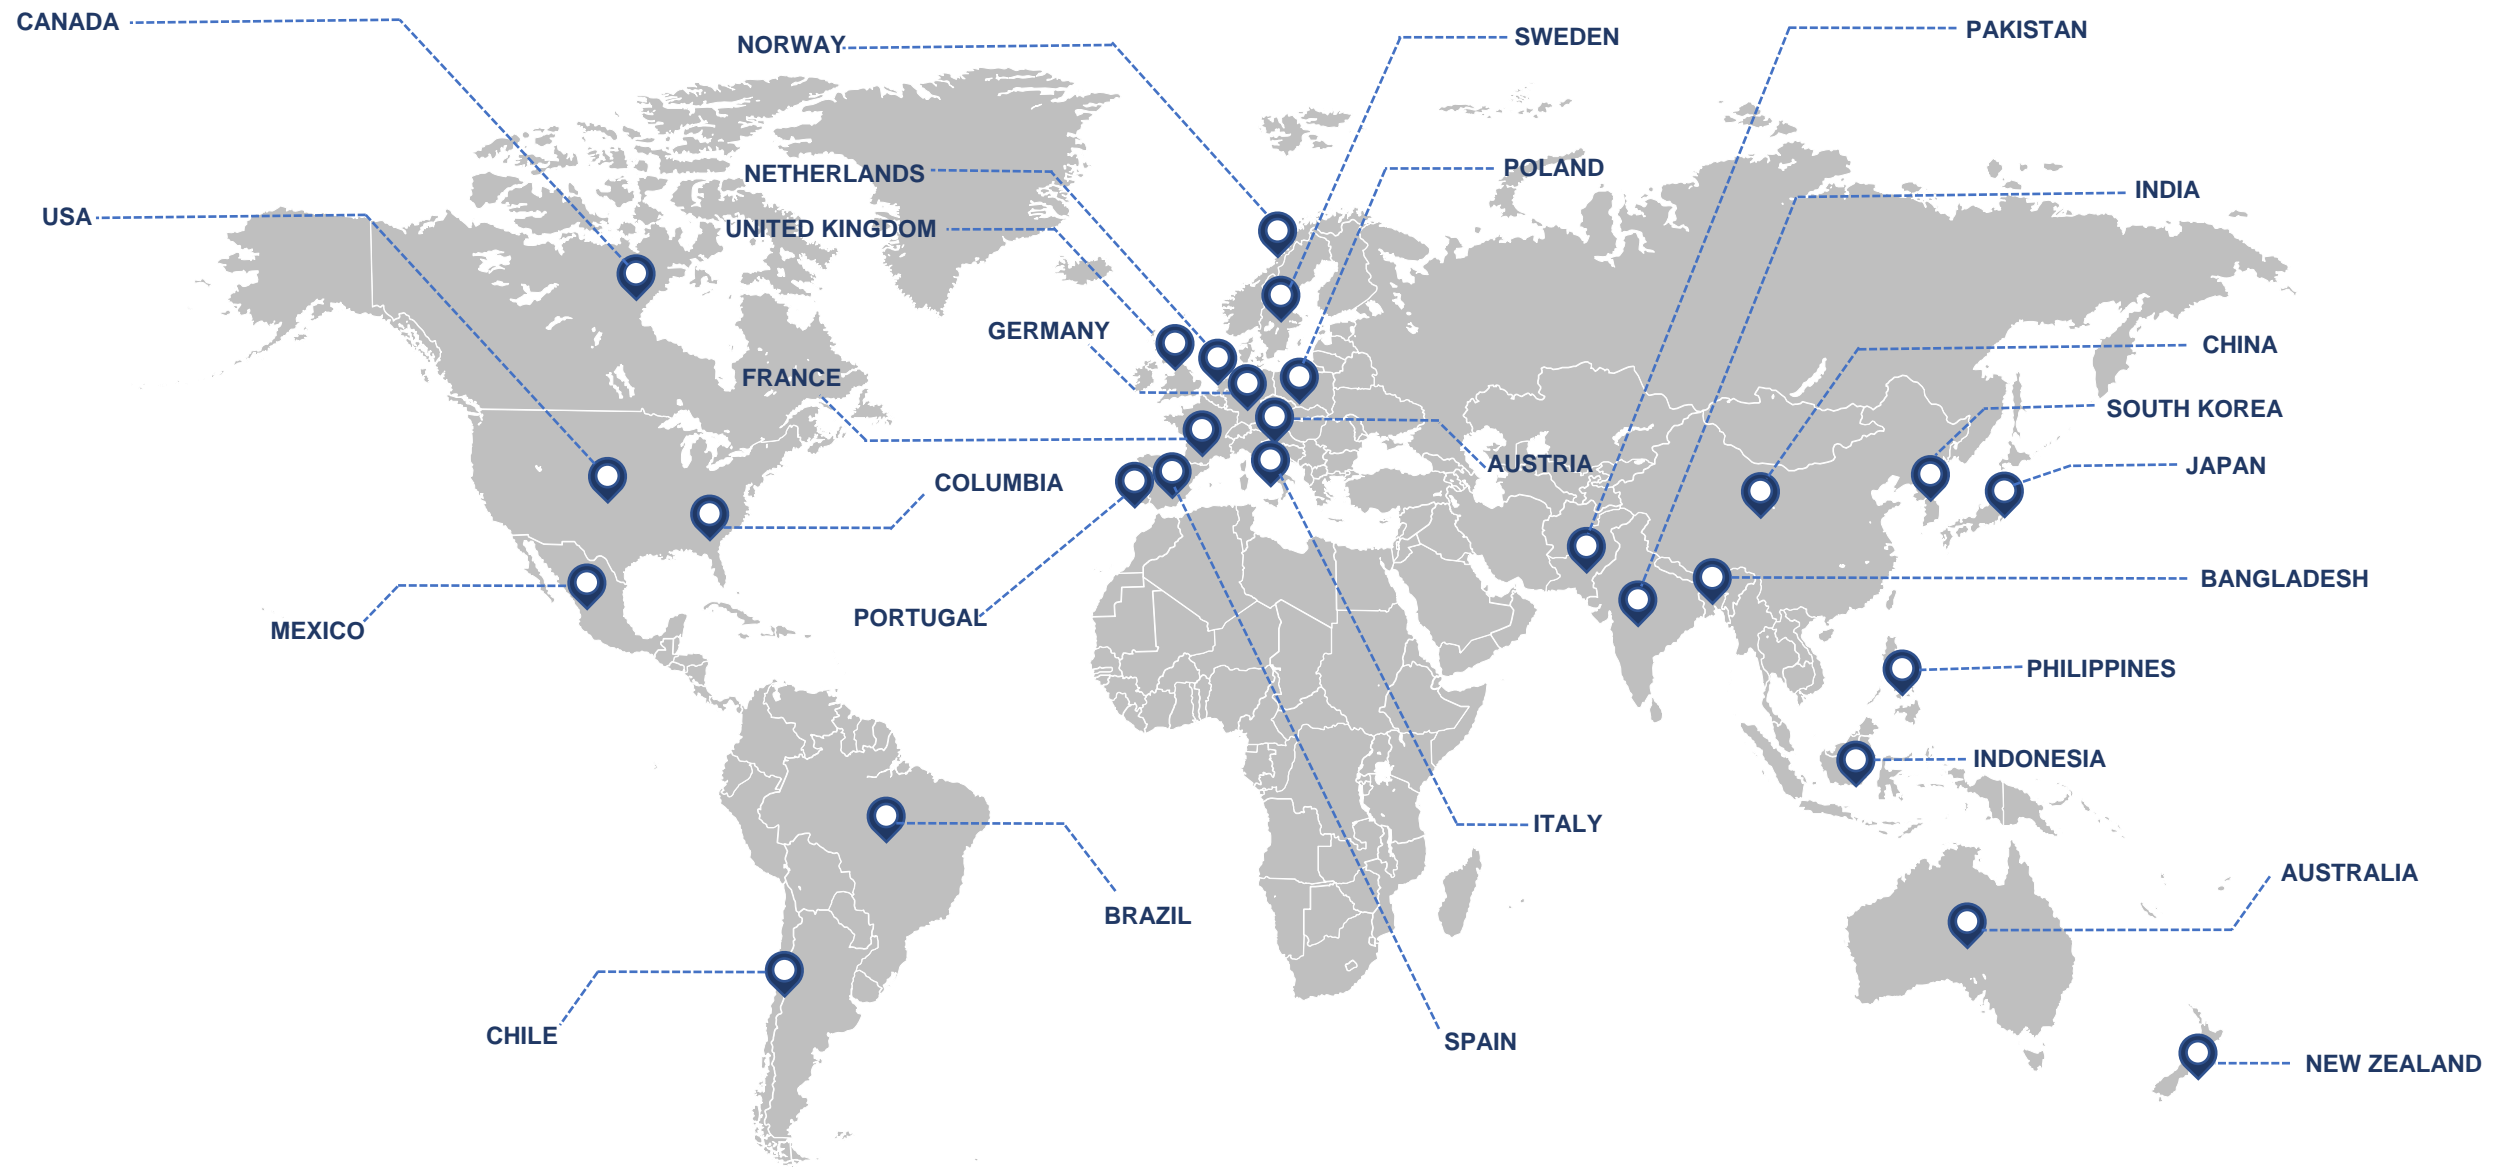 CANADA
PAKISTAN
SWEDEN
NORWAY
POLAND
NETHERLANDS
INDIA
USA
UNITED KINGDOM
GERMANY
CHINA
FRANCE
SOUTH KOREA
AUSTRIA
JAPAN
COLUMBIA
BANGLADESH
PORTUGAL
MEXICO
PHILIPPINES
INDONESIA
ITALY
AUSTRALIA
BRAZIL
CHILE
SPAIN
NEW ZEALAND